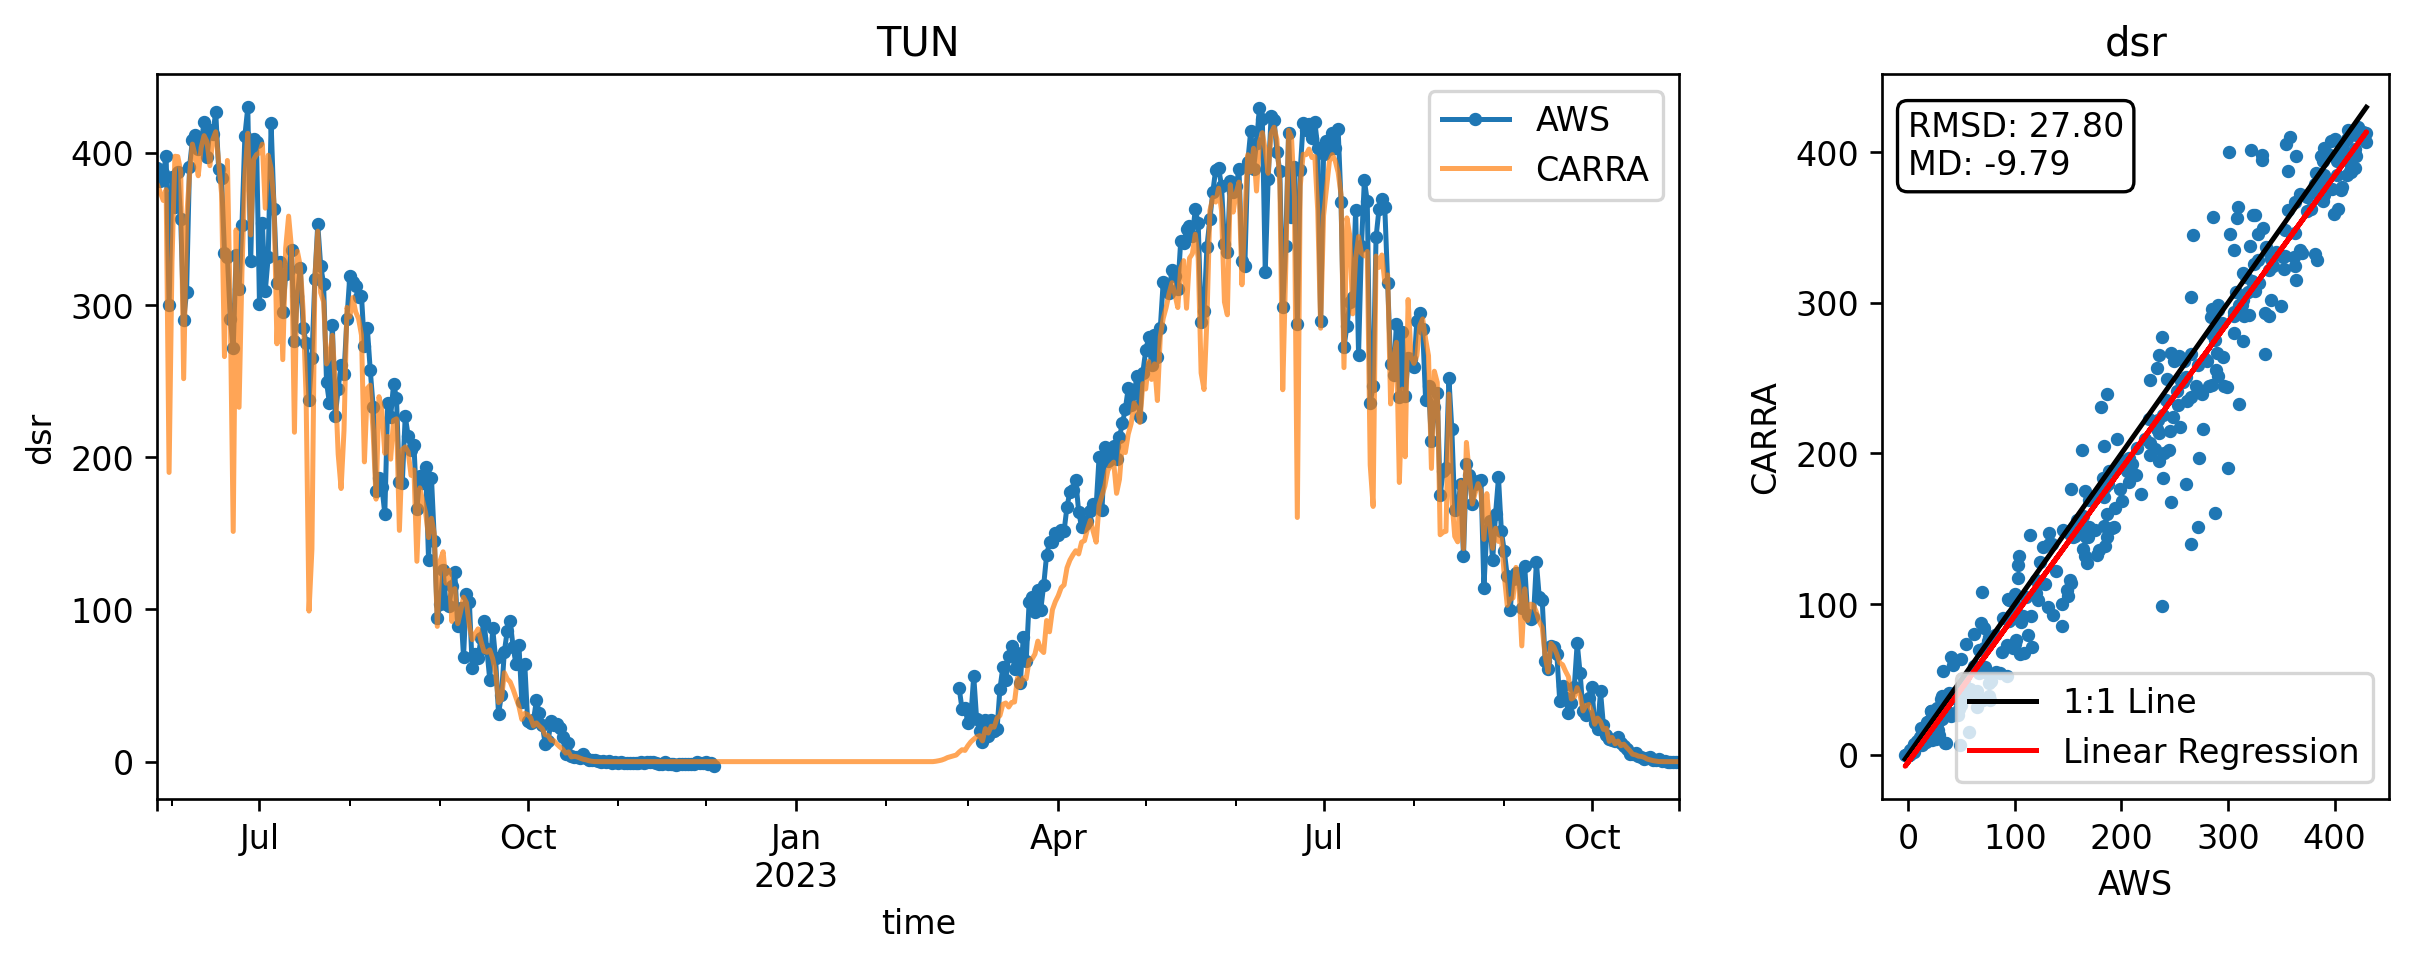 TUN
AWS
CARRA
dsr
400
300
200
100
0
Jul
Oct
Jan
2023
Apr
Jul
Oct
time
dsr
RMSD: 27.80
MD: -9.79
CARRA
400
300
200
100
0
1:1 Line
Linear Regression
0
100
200
300
400
AWS